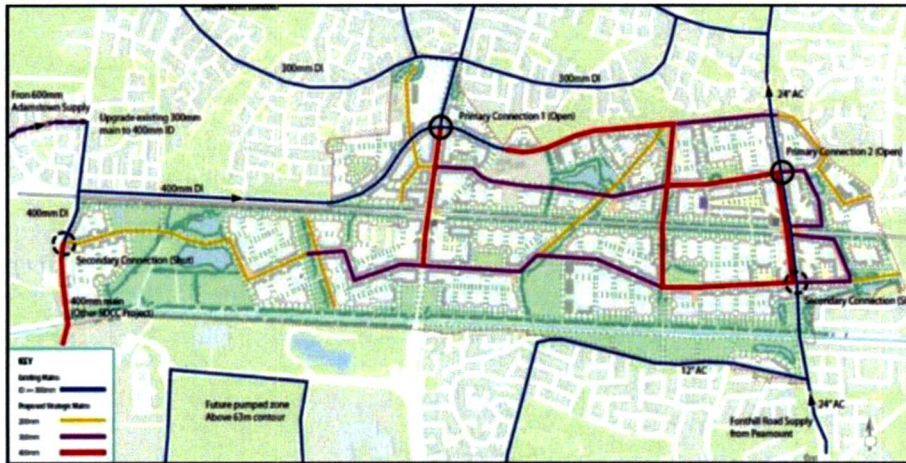 300mm DI
300mm DI
24" AC
From 600mm
Adamstown Supply
Upgrade existing 300mm
main to 400mm ID
Primary Connection 1 (Open)
Primary Connection 2 (Open)
400mm DI
400mm DI
Secondary Connection (Shut)
400mm main
(Other SDCC Project)
Secondary Connection (S
12" AC
24" AC
Fonthill Road Supply
from Peamount
Future pumped zone
Above 63m contour
KEY
Existing Mains:
Proposed Strategic Mains:
200mm
300mm
400mm